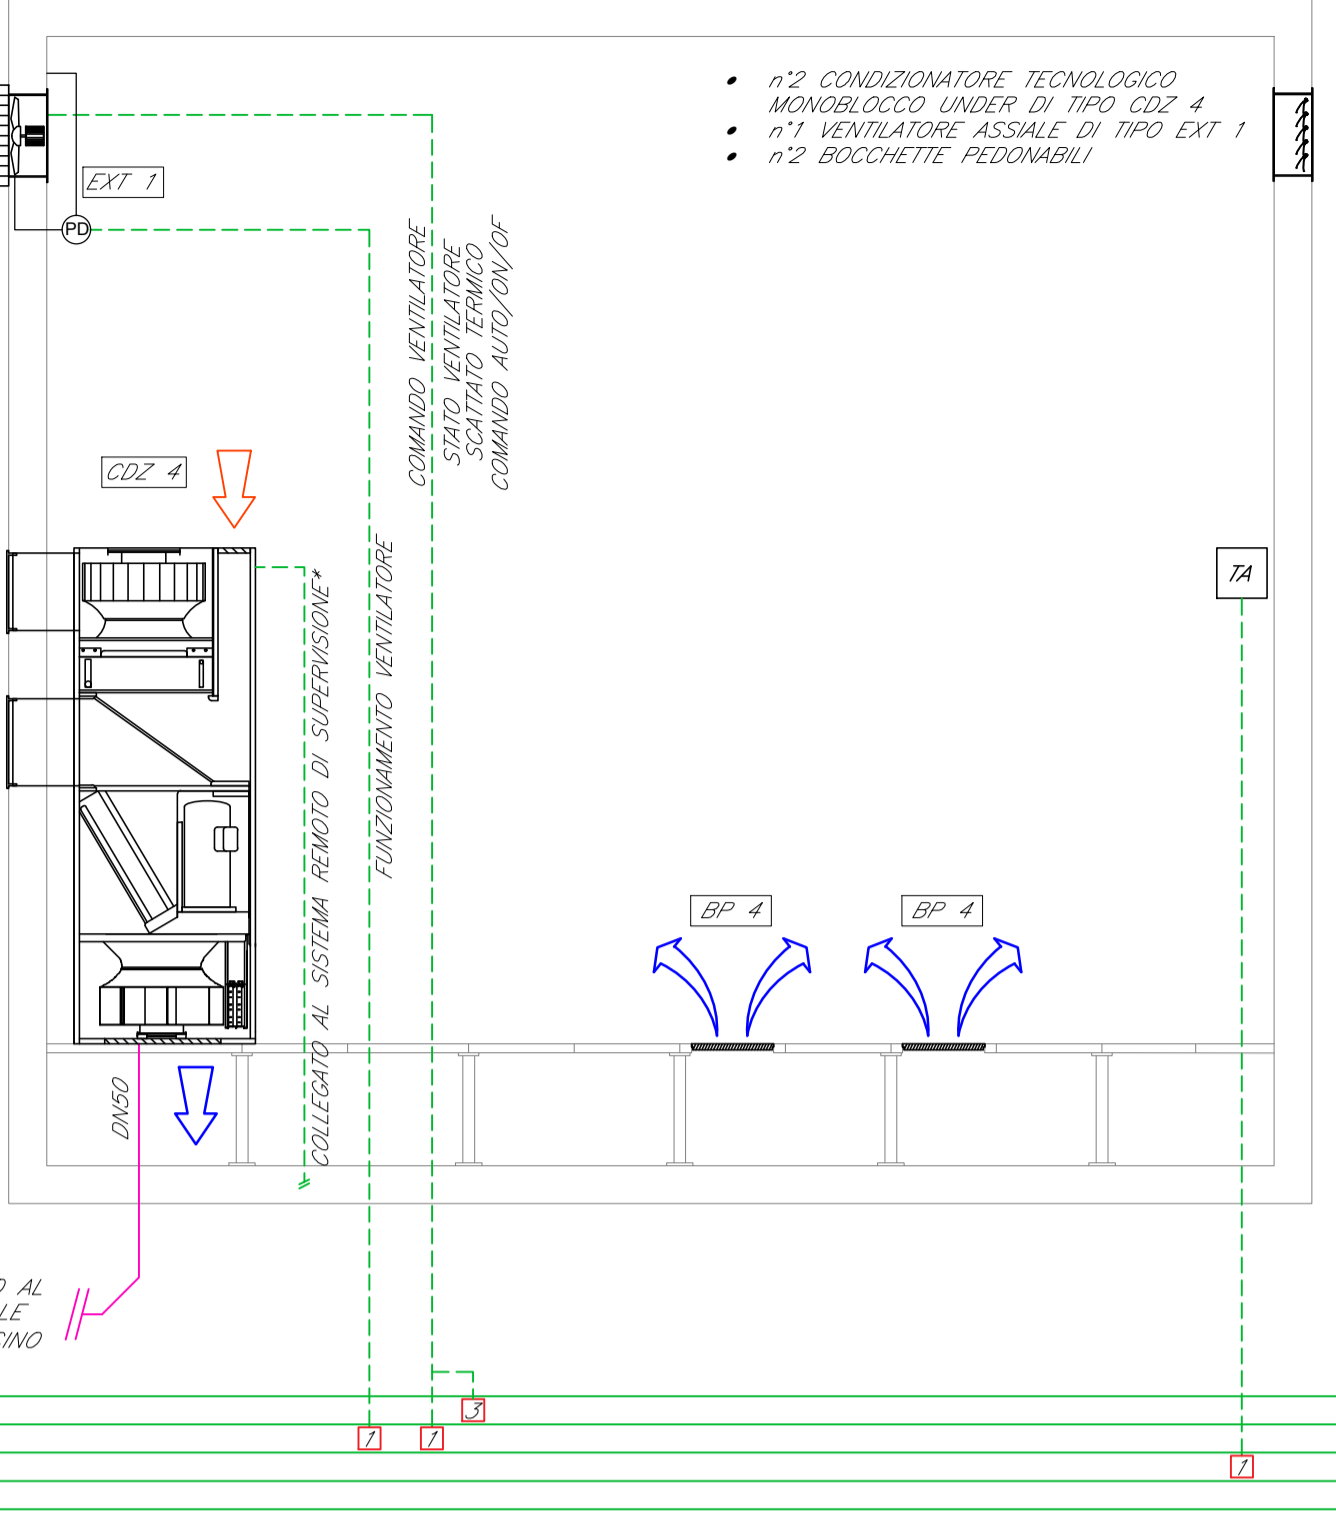 • n°2 CONDIZIONATORE TECNOLOGICO
MONOBLOCCO UNDER DI TIPO CDZ 4
• n°1 VENTILATORE ASSIALE DI TIPO EXT 1
• n°2 BOCCHETTE PEDONABILI
EXT 1
PD
COMANDO VENTILATORE
STATO VENTILATORE
SCATTATO TERMICO
COMANDO AUTO/ON/OF
CDZ 4
FUNZIONAMENTO VENTILATORE
COLLEGATO AL SISTEMA REMOTO DI SUPERVISIONE*
TA
BP 4
BP 4
DN50
AL
3
1
1
1